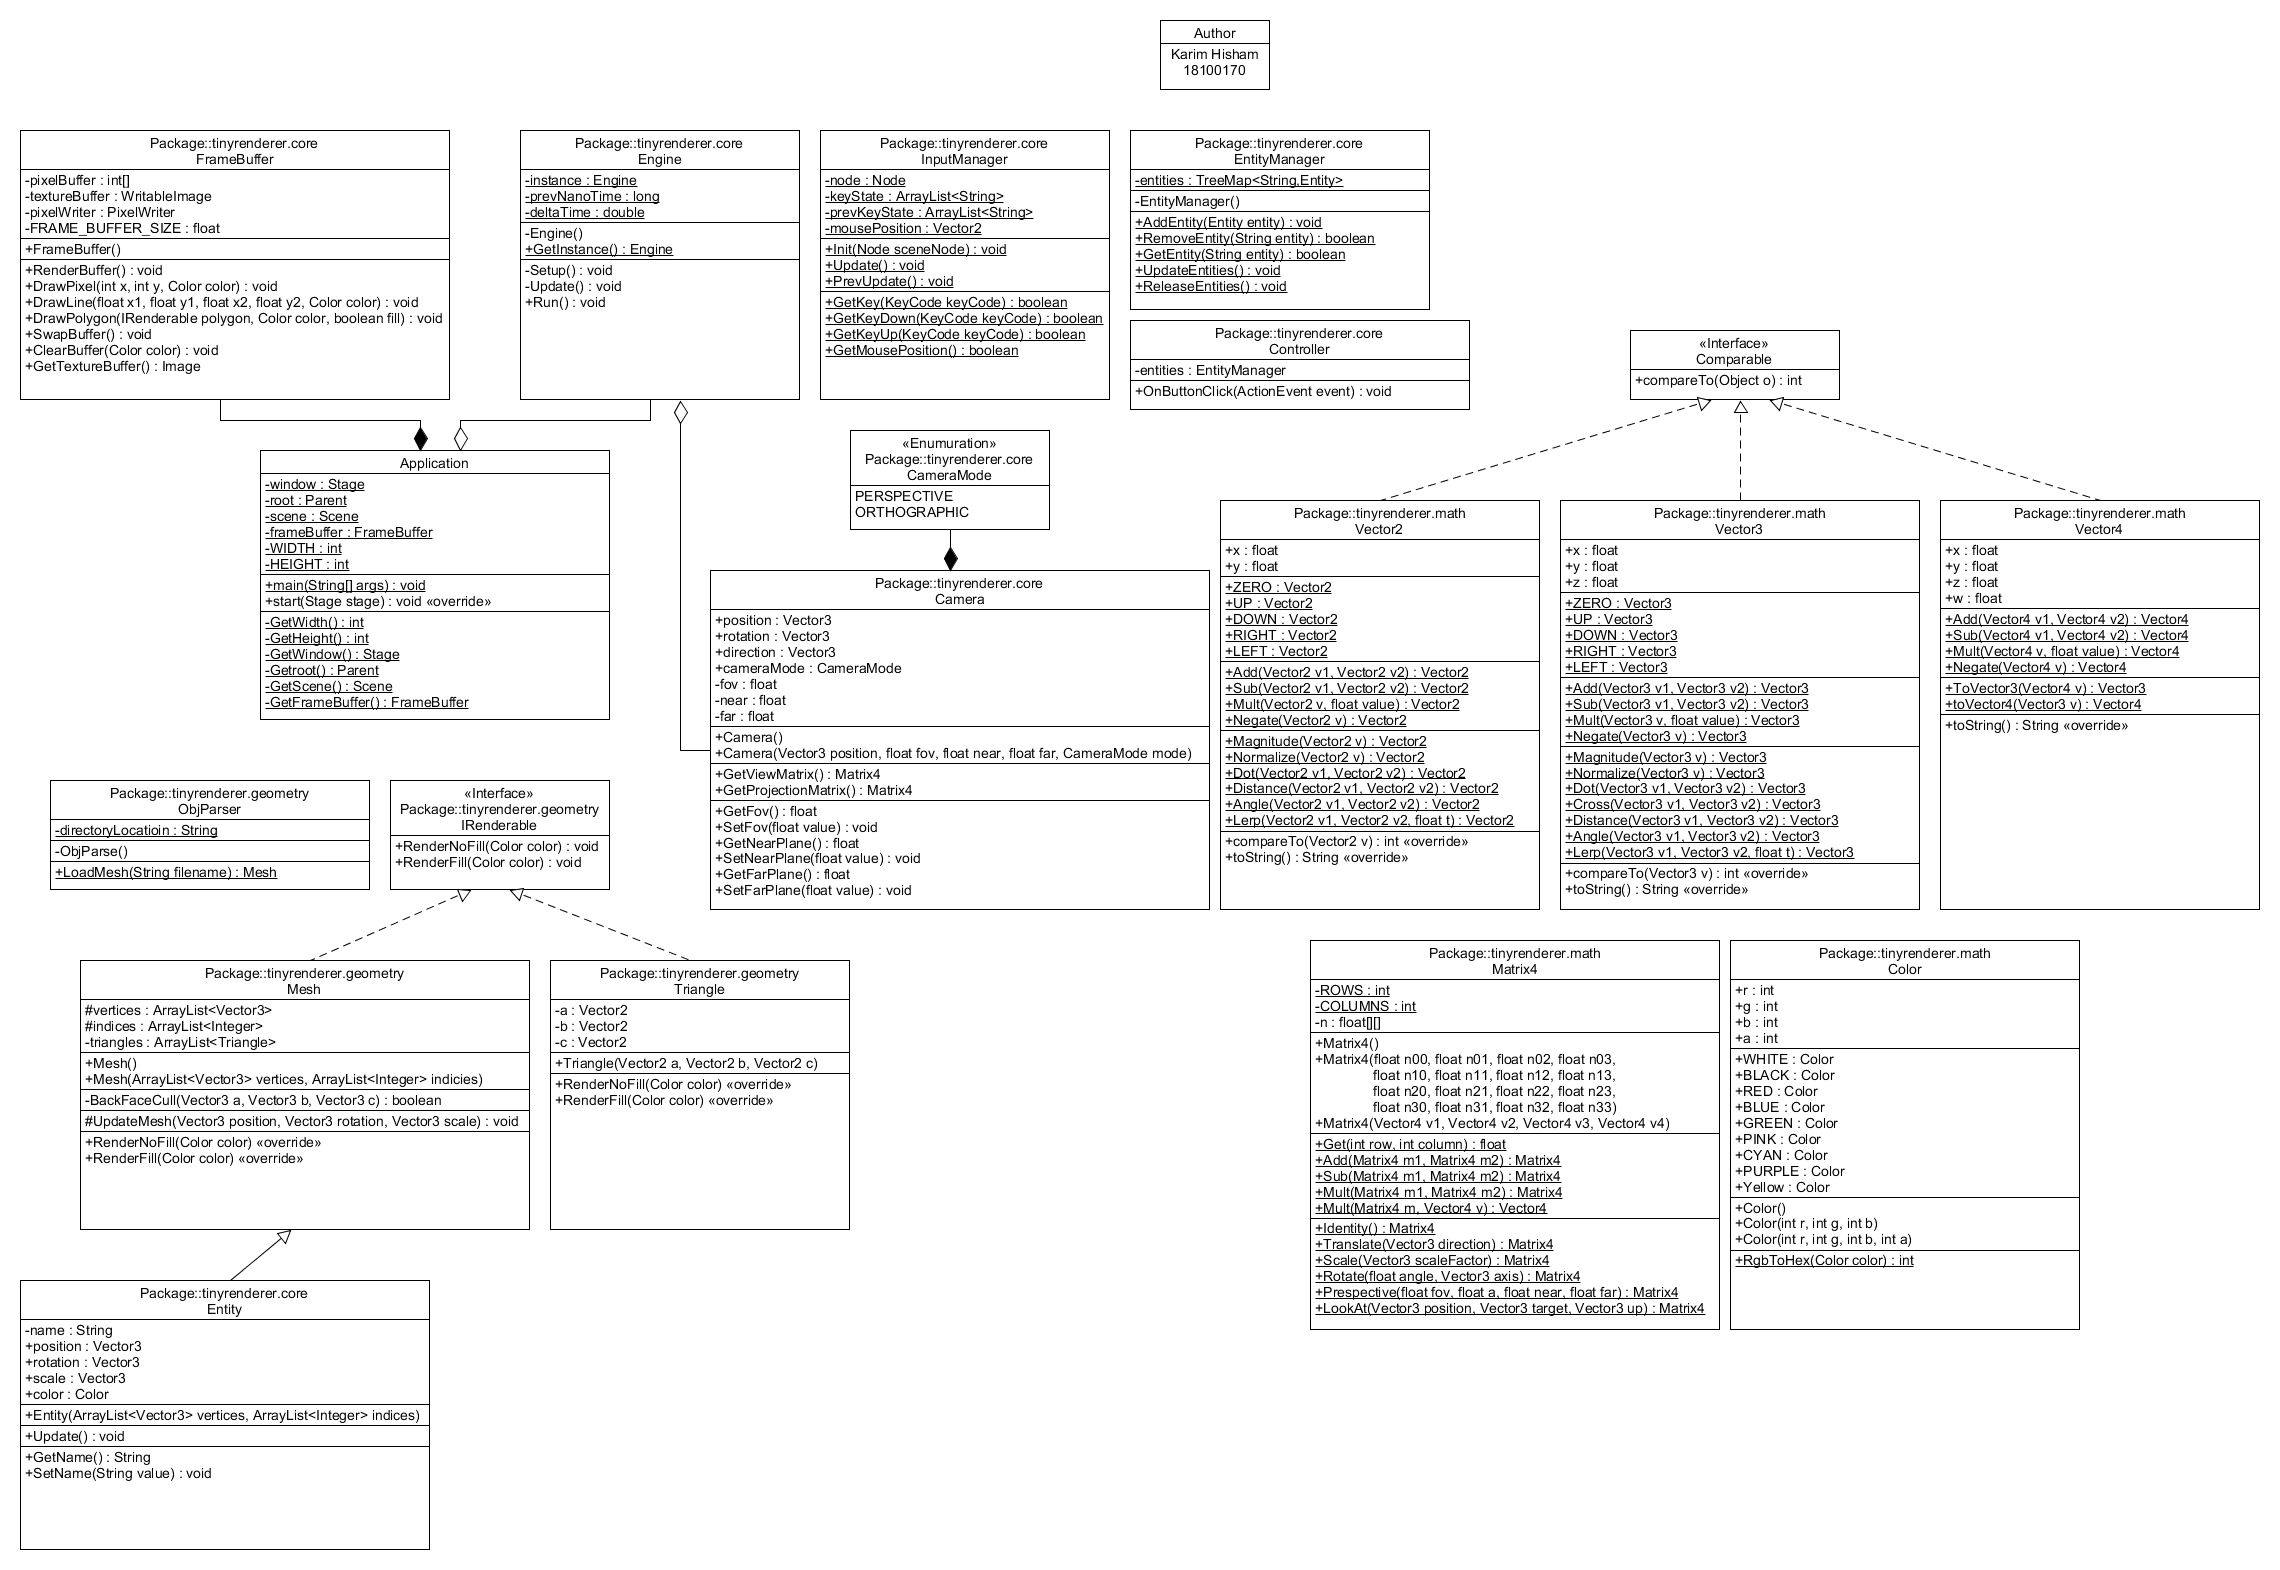 Author
Karim Hisham
18100170
Package::tinyrenderer.core
FrameBuffer
-pixelBuffer : int[]
-textureBuffer : WritableImage
-pixelWriter : PixelWriter
-FRAME_BUFFER_SIZE : float
+FrameBuffer()
+RenderBuffer() : void
+DrawPixel(int x, int y, Color color) : void
+DrawLine(float x1, float y1, float x2, float y2, Color color) : void
+DrawPolygon(IRenderable polygon, Color color, boolean fill) : void
+SwapBuffer() : void
+ClearBuffer(Color color) : void
+GetTextureBuffer() : Image
Package::tinyrenderer.core
Engine
-instance : Engine
-prevNanoTime : long
-deltaTime : double
-Engine()
+GetInstance() : Engine
-Setup() : void
-Update() : void
+Run() : void
Package::tinyrenderer.core
InputManager
-node : Node
-keyState : ArrayList<String>
-prevKeyState : ArrayList<String>
-mousePosition : Vector2
+Init(Node sceneNode) : void
+Update() : void
+PrevUpdate() : void
+GetKey(KeyCode keyCode) : boolean
+GetKeyDown(KeyCode keyCode) : boolean
+GetKeyUp(KeyCode keyCode) : boolean
+GetMousePosition() : boolean
Package::tinyrenderer.core
EntityManager
-entities : TreeMap<String,Entity>
-EntityManager()
+AddEntity(Entity entity) : void
+RemoveEntity(String entity) : boolean
+GetEntity(String entity) : boolean
+UpdateEntities() : void
+ReleaseEntities() : void
Package::tinyrenderer.core
Controller
-entities : EntityManager
+OnButtonClick(ActionEvent event) : void
«Interface»
Comparable
+compareTo(Object o) : int
Application
-window : Stage
-root : Parent
-scene : Scene
-frameBuffer : FrameBuffer
-WIDTH : int
-HEIGHT : int
+main(String[] args) : void
+start(Stage stage) : void «override»
-GetWidth() : int
-GetHeight() : int
-GetWindow() : Stage
-Getroot() : Parent
-GetScene() : Scene
-GetFrameBuffer() : FrameBuffer
«Enumuration»
Package::tinyrenderer.core
CameraMode
PERSPECTIVE
ORTHOGRAPHIC
Package::tinyrenderer.core
Camera
+position : Vector3
+rotation : Vector3
+direction : Vector3
+cameraMode : CameraMode
-fov : float
-near : float
-far : float
+Camera()
+Camera(Vector3 position, float fov, float near, float far, CameraMode mode)
+GetViewMatrix() : Matrix4
+GetProjectionMatrix() : Matrix4
+GetFov() : float
+SetFov(float value) : void
+GetNearPlane() : float
+SetNearPlane(float value) : void
+GetFarPlane() : float
+SetFarPlane(float value) : void
Package::tinyrenderer.math
Vector2
+x : float
+y : float
+ZERO : Vector2
+UP : Vector2
+DOWN : Vector2
+RIGHT : Vector2
+LEFT : Vector2
+Add(Vector2 v1, Vector2 v2) : Vector2
+Sub(Vector2 v1, Vector2 v2) : Vector2
+Mult(Vector2 v, float value) : Vector2
+Negate(Vector2 v) : Vector2
+Magnitude(Vector2 v) : Vector2
+Normalize(Vector2 v) : Vector2
+Dot(Vector2 v1, Vector2 v2) : Vector2
+Distance(Vector2 v1, Vector2 v2) : Vector2
+Angle(Vector2 v1, Vector2 v2) : Vector2
+Lerp(Vector2 v1, Vector2 v2, float t) : Vector2
+compareTo(Vector2 v) : int «override»
+toString() : String «override»
Package::tinyrenderer.math
Vector3
+x : float
+y : float
+z : float
+ZERO : Vector3
+UP : Vector3
+DOWN : Vector3
+RIGHT : Vector3
+LEFT : Vector3
+Add(Vector3 v1, Vector3 v2) : Vector3
+Sub(Vector3 v1, Vector3 v2) : Vector3
+Mult(Vector3 v, float value) : Vector3
+Negate(Vector3 v) : Vector3
+Magnitude(Vector3 v) : Vector3
+Normalize(Vector3 v) : Vector3
+Dot(Vector3 v1, Vector3 v2) : Vector3
+Cross(Vector3 v1, Vector3 v2) : Vector3
+Distance(Vector3 v1, Vector3 v2) : Vector3
+Angle(Vector3 v1, Vector3 v2) : Vector3
+Lerp(Vector3 v1, Vector3 v2, float t) : Vector3
+compareTo(Vector3 v) : int «override»
+toString() : String «override»
Package::tinyrenderer.math
Vector4
+x : float
+y : float
+z : float
+w : float
+Add(Vector4 v1, Vector4 v2) : Vector4
+Sub(Vector4 v1, Vector4 v2) : Vector4
+Mult(Vector4 v, float value) : Vector4
+Negate(Vector4 v) : Vector4
+ToVector3(Vector4 v) : Vector3
+toVector4(Vector3 v) : Vector4
+toString() : String «override»
Package::tinyrenderer.geometry
ObjParser
-directoryLocatioin : String
-ObjParse()
+LoadMesh(String filename) : Mesh
«Interface»
Package::tinyrenderer.geometry
IRenderable
+RenderNoFill(Color color) : void
+RenderFill(Color color) : void
Package::tinyrenderer.geometry
Mesh
#vertices : ArrayList<Vector3>
#indices : ArrayList<Integer>
-triangles : ArrayList<Triangle>
+Mesh()
+Mesh(ArrayList<Vector3> vertices, ArrayList<Integer> indicies)
-BackFaceCull(Vector3 a, Vector3 b, Vector3 c) : boolean
#UpdateMesh(Vector3 position, Vector3 rotation, Vector3 scale) : void
+RenderNoFill(Color color) «override»
+RenderFill(Color color) «override»
Package::tinyrenderer.geometry
Triangle
-a : Vector2
-b : Vector2
-c : Vector2
+Triangle(Vector2 a, Vector2 b, Vector2 c)
+RenderNoFill(Color color) «override»
+RenderFill(Color color) «override»
Package::tinyrenderer.math
Matrix4
-ROWS : int
-COLUMNS : int
-n : float[][]
+Matrix4()
+Matrix4(float n00, float n01, float n02, float n03,
float n10, float n11, float n12, float n13,
float n20, float n21, float n22, float n23,
float n30, float n31, float n32, float n33)
+Matrix4(Vector4 v1, Vector4 v2, Vector4 v3, Vector4 v4)
+Get(int row, int column) : float
+Add(Matrix4 m1, Matrix4 m2) : Matrix4
+Sub(Matrix4 m1, Matrix4 m2) : Matrix4
+Mult(Matrix4 m1, Matrix4 m2) : Matrix4
+Mult(Matrix4 m, Vector4 v) : Vector4
+Identity() : Matrix4
+Translate(Vector3 direction) : Matrix4
+Scale(Vector3 scaleFactor) : Matrix4
+Rotate(float angle, Vector3 axis) : Matrix4
+Prespective(float fov, float a, float near, float far) : Matrix4
+LookAt(Vector3 position, Vector3 target, Vector3 up) : Matrix4
Package::tinyrenderer.math
Color
+r : int
+g : int
+b : int
+a : int
+WHITE : Color
+BLACK : Color
+RED : Color
+BLUE : Color
+GREEN : Color
+PINK : Color
+CYAN : Color
+PURPLE : Color
+Yellow : Color
+Color()
+Color(int r, int g, int b)
+Color(int r, int g, int b, int a)
+RgbToHex(Color color) : int
Package::tinyrenderer.core
Entity
-name : String
+position : Vector3
+rotation : Vector3
+scale : Vector3
+color : Color
+Entity(ArrayList<Vector3> vertices, ArrayList<Integer> indices)
+Update() : void
+GetName() : String
+SetName(String value) : void